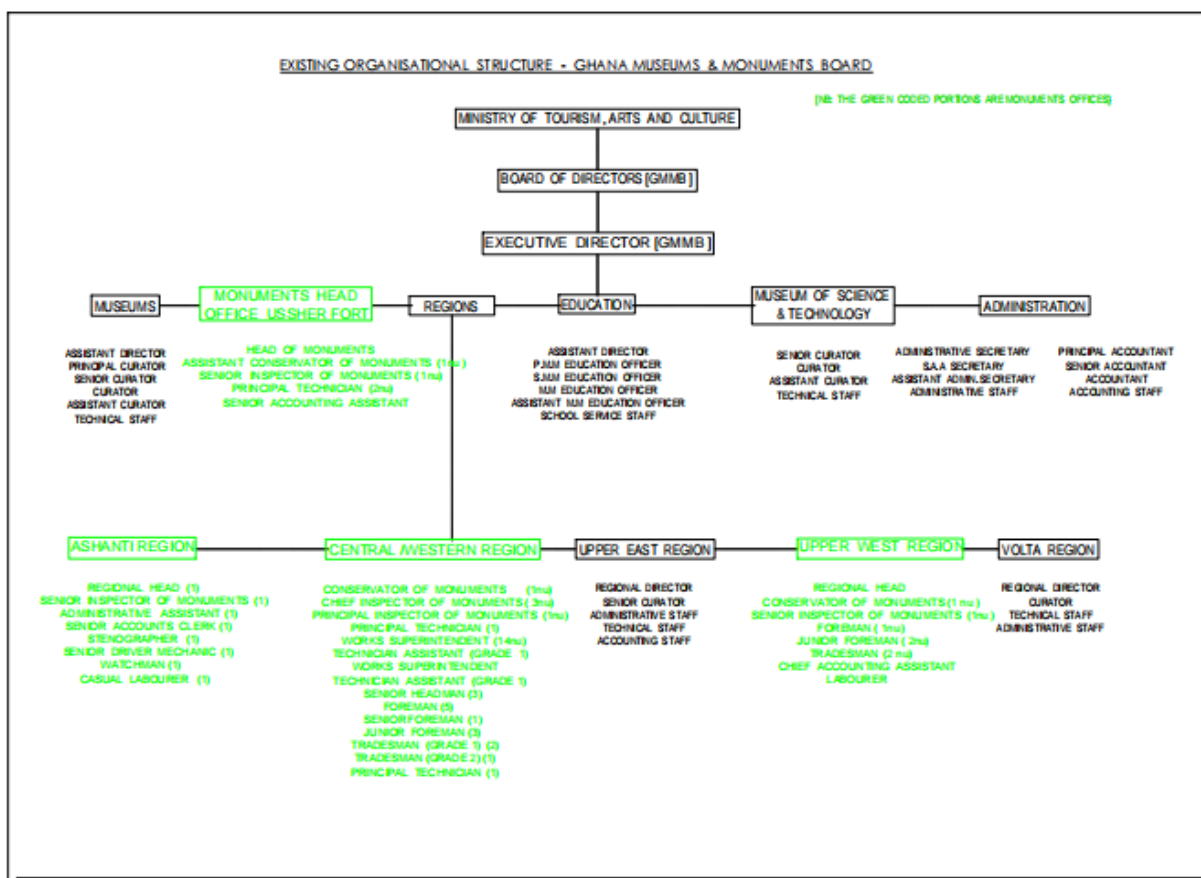 EXISTING ORGANISATIONAL STRUCTURE - GHANA MUSEUMS & MONUMENTS BOARD
[NB: THE GREEN CODED PORTIONS ARE MONUMENTS OFFICES]
MINISTRY OF TOURISM, ARTS AND CULTURE
BOARD OF DIRECTORS [GMMB]
EXECUTIVE DIRECTOR [GMMB]
MUSEUMS
ASSISTANT DIRECTOR
PRINCIPAL CURATOR
SENIOR CURATOR
CURATOR
ASSISTANT CURATOR
TECHNICAL STAFF
MONUMENTS HEAD
OFFICE USSHER FORT
HEAD OF MONUMENTS
ASSISTANT CONSERVATOR OF MONUMENTS (1nu)
SENIOR INSPECTOR OF MONUMENTS (1nu)
PRINCIPAL TECHNICIAN (2nu)
SENIOR ACCOUNTING ASSISTANT
REGIONS
EDUCATION
ASSISTANT DIRECTOR
P.M.M EDUCATION OFFICER
S.M.M EDUCATION OFFICER
M.M EDUCATION OFFICER
ASSISTANT M.M EDUCATION OFFICER
SCHOOL SERVICE STAFF
MUSEUM OF SCIENCE
& TECHNOLOGY
SENIOR CURATOR
CURATOR
ASSISTANT CURATOR
TECHNICAL STAFF
ADMINISTRATION
ADMINISTRATIVE SECRETARY
S.A.A SECRETARY
ASSISTANT ADMIN.SECRETARY
ADMINISTRATIVE STAFF
PRINCIPAL ACCOUNTANT
SENIOR ACCOUNTANT
ACCOUNTANT
ACCOUNTING STAFF
ASHANTI REGION
REGIONAL HEAD (1)
SENIOR INSPECTOR OF MONUMENTS (1)
ADMINISTRATIVE ASSISTANT (1)
SENIOR ACCOUNTS CLERK (1)
STENOGRAPHER (1)
SENIOR DRIVER MECHANIC (1)
WATCHMAN (1)
CASUAL LABOURER (1)
CENTRAL /WESTERN REGION
CONSERVATOR OF MONUMENTS (1nu)
CHIEF INSPECTOR OF MONUMENTS (3nu)
PRINCIPAL INSPECTOR OF MONUMENTS (1nu)
PRINCIPAL TECHNICIAN (1)
WORKS SUPERINTENDENT (14nu)
TECHNICIAN ASSISTANT (GRADE 1)
WORKS SUPERINTENDENT
TECHNICIAN ASSISTANT (GRADE 1)
SENIOR HEADMAN (3)
FOREMAN (5)
SENIOR FOREMAN (1)
JUNIOR FOREMAN (3)
TRADESMAN (GRADE 1) (2)
TRADESMAN (GRADE 2) (1)
PRINCIPAL TECHNICIAN (1)
UPPER EAST REGION
REGIONAL DIRECTOR
SENIOR CURATOR
ADMINISTRATIVE STAFF
TECHNICAL STAFF
ACCOUNTING STAFF
UPPER WEST REGION
REGIONAL HEAD
CONSERVATOR OF MONUMENTS (1 nu)
SENIOR INSPECTOR OF MONUMENTS (1nu)
FOREMAN ( 1nu)
JUNIOR FOREMAN ( 2nu)
TRADESMAN (2 nu)
CHIEF ACCOUNTING ASSISTANT
LABOURER
VOLTA REGION
REGIONAL DIRECTOR
CURATOR
TECHNICAL STAFF
ADMINISTRATIVE STAFF